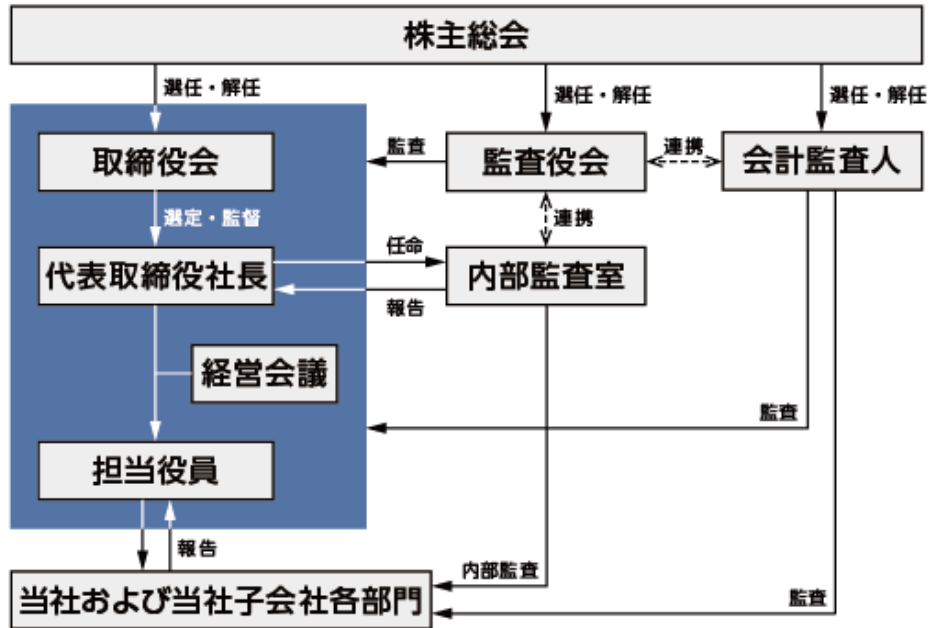 株主総会
選任・解任
選任・解任
選任・解任
取締役会
監査
監査役会
連携
会計監査人
選定・監督
連携
代表取締役社長
任命
内部監査室
報告
経営会議
監査
担当役員
報告
内部監査
監査
当社および当社子会社各部門